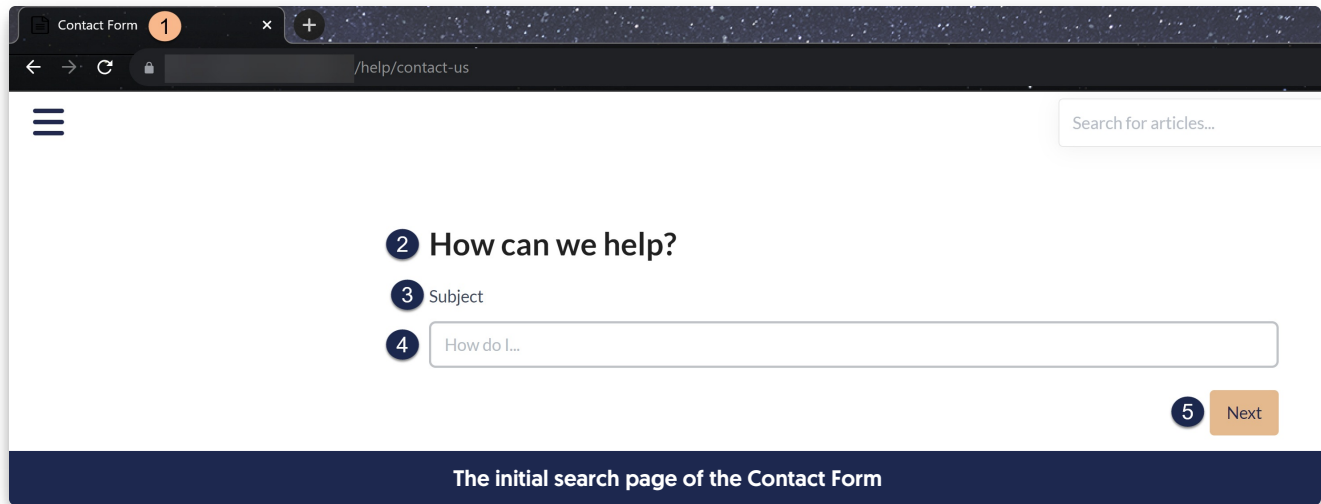 Contact Form 1
/help/contact-us
Search for articles...
2 How can we help?
3 Subject
4 How do I...
5 Next
The initial search page of the Contact Form